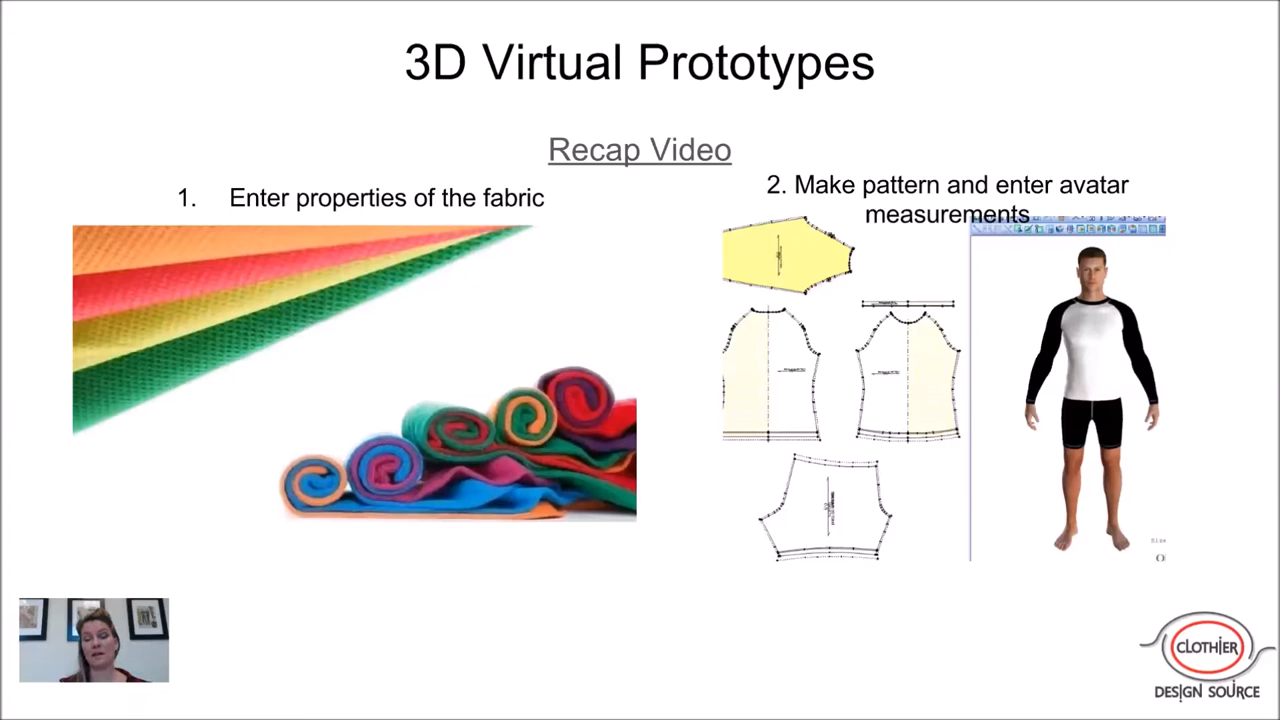 3D Virtual Prototypes
Recap Video
1. Enter properties of the fabric
2. Make pattern and enter avatar
measurements
Size
CLOTHIER
DESIGN SOURCE